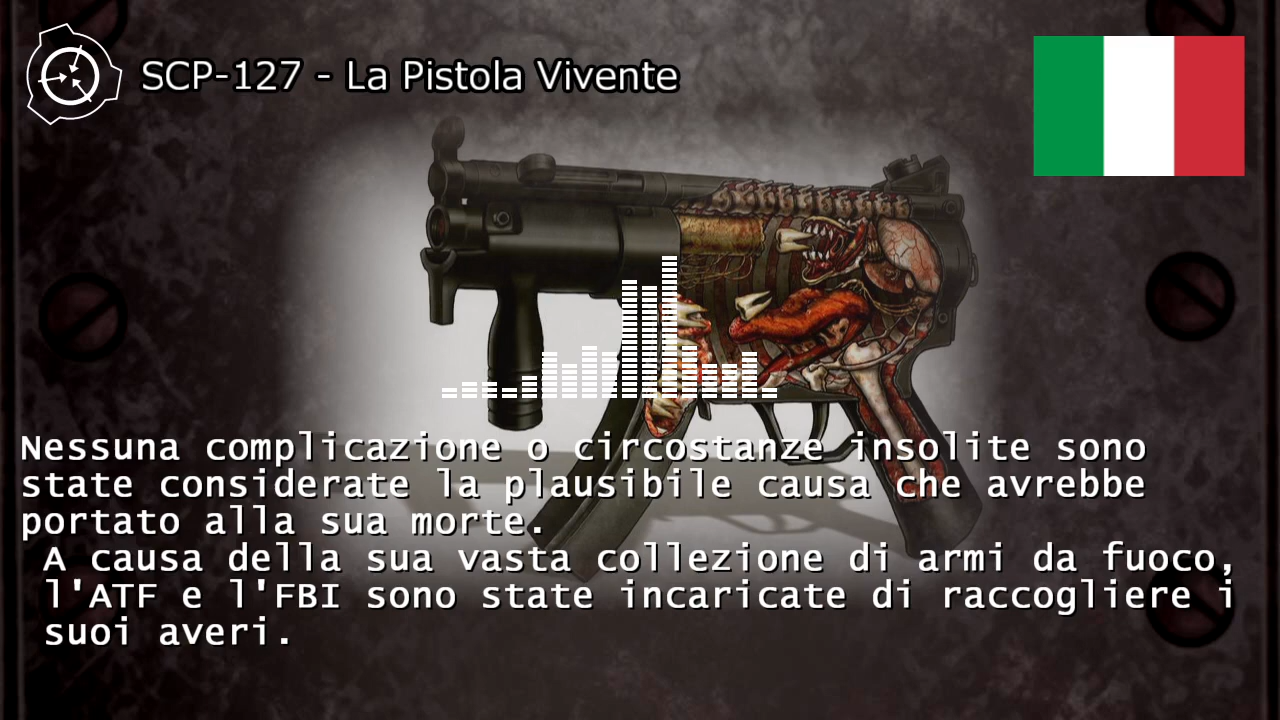 SCP-127 - La Pistola Vivente
Nessuna complicazione o circostanze insolite sono
state considerate la plausibile causa che avrebbe
portato alla sua morte.
A causa della sua vasta collezione di armi da fuoco,
l'ATF e l'FBI sono state incaricate di raccogliere i
suoi averi.